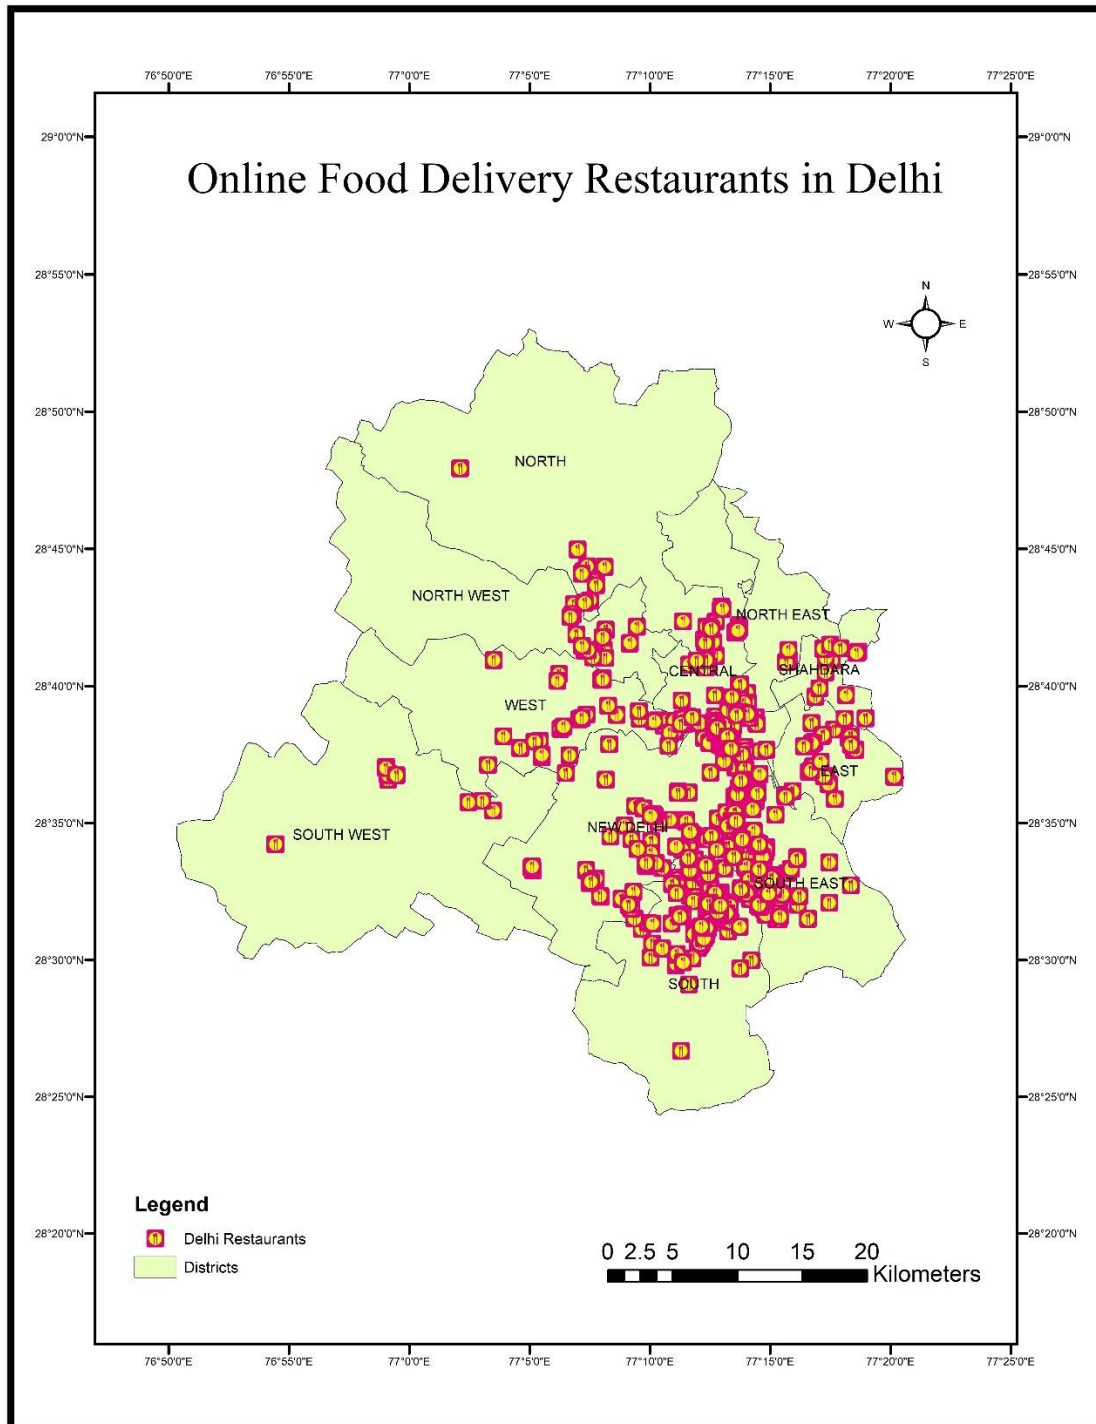 76°50'0"E 76°55'0"E 77°0'0"E 77°5'0"E 77°10'0"E 77°15'0"E 77°20'0"E 77°25'0"E
29°0'0"N 29°0'0"N
Online Food Delivery Restaurants in Delhi
28°55'0"N 28°55'0"N
N
W E
S
28°50'0"N 28°50'0"N
NORTH
28°45'0"N 28°45'0"N
NORTH WEST
NORTH EAST
CENTRAL SHAHDARA
28°40'0"N 28°40'0"N
WEST
EAST
28°35'0"N 28°35'0"N
NEW DELHI
SOUTH WEST
SOUTH EAST
28°30'0"N 28°30'0"N
SOUTH
28°25'0"N 28°25'0"N
Legend
Delhi Restaurants
28°20'0"N 28°20'0"N
Districts
0 2.5 5 10 15 20
Kilometers
76°50'0"E 76°55'0"E 77°0'0"E 77°5'0"E 77°10'0"E 77°15'0"E 77°20'0"E 77°25'0"E